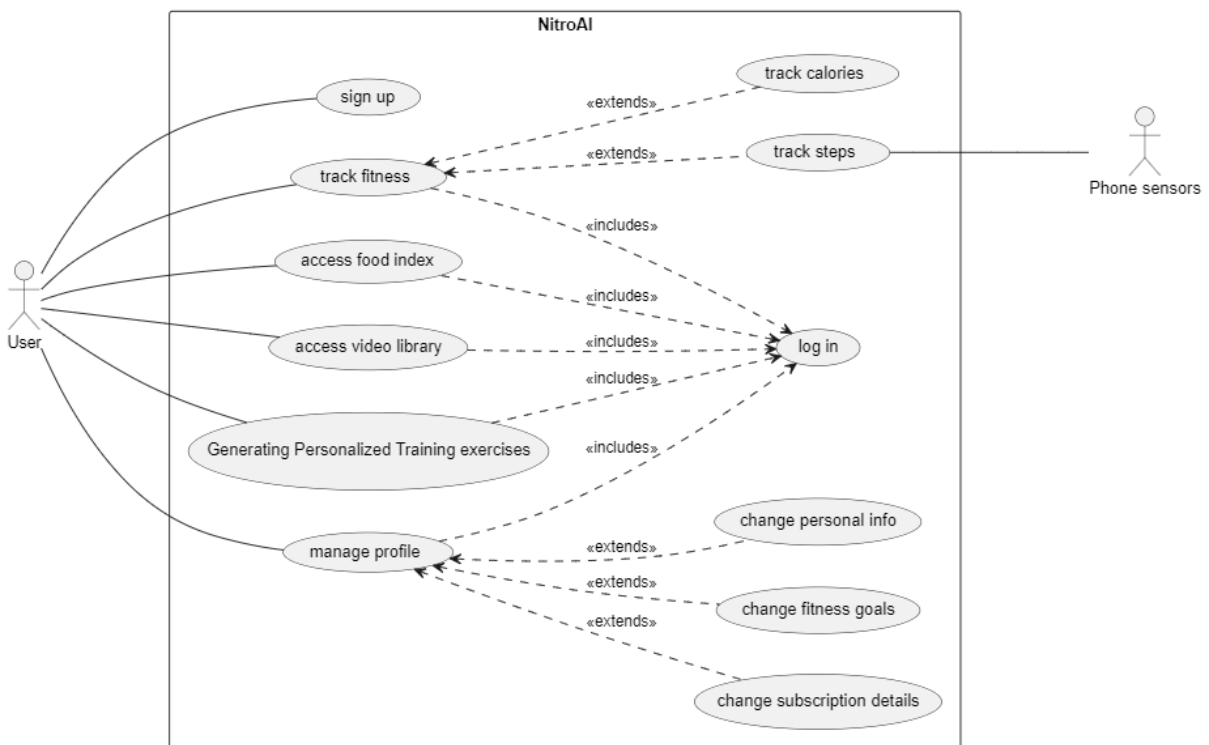 NitroAI
track calories
sign up
«extends»
«extends»
track steps
track fitness
Phone sensors
«includes»
access food index
«includes»
User
access video library
«includes»
log in
«includes»
Generating Personalized Training exercises
«includes»
change personal info
manage profile
«extends»
«extends»
change fitness goals
«extends»
change subscription details